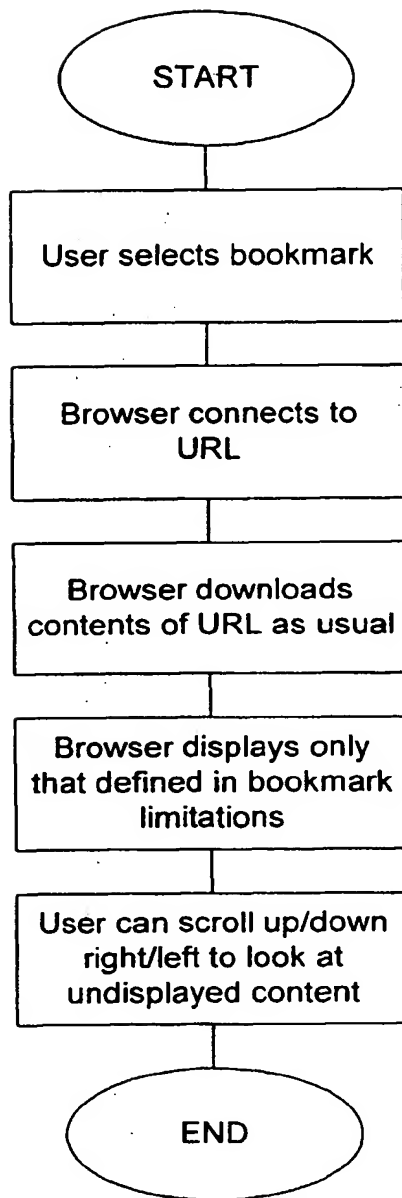 START
User selects bookmark
Browser connects to
URL
Browser downloads
contents of URL as usual
Browser displays only
that defined in bookmark
limitations
User can scroll up/down
right/left to look at
undisplayed content
END